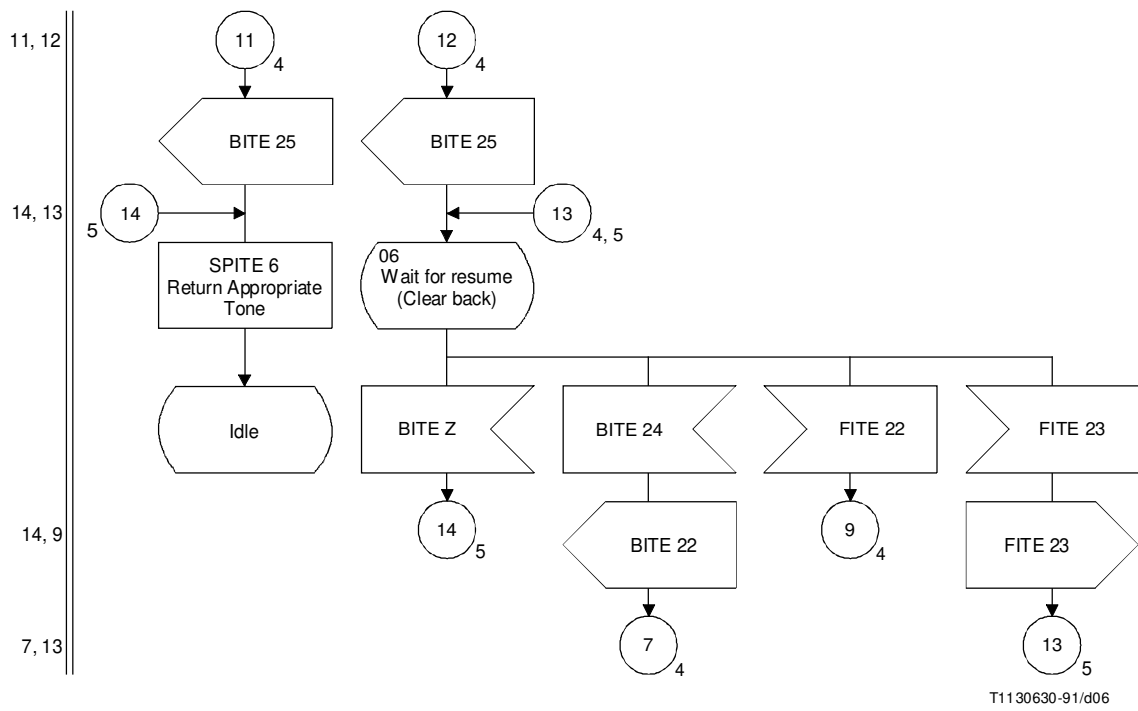 11, 12
11
4
12
4
BITE 25
BITE 25
14, 13
5
14
13
4, 5
SPITE 6
Return Appropriate
Tone
06
Wait for resume
(Clear back)
Idle
BITE Z
BITE 24
FITE 22
FITE 23
14, 9
14
5
BITE 22
9
4
FITE 23
7, 13
7
4
13
5
T1130630-91/d06